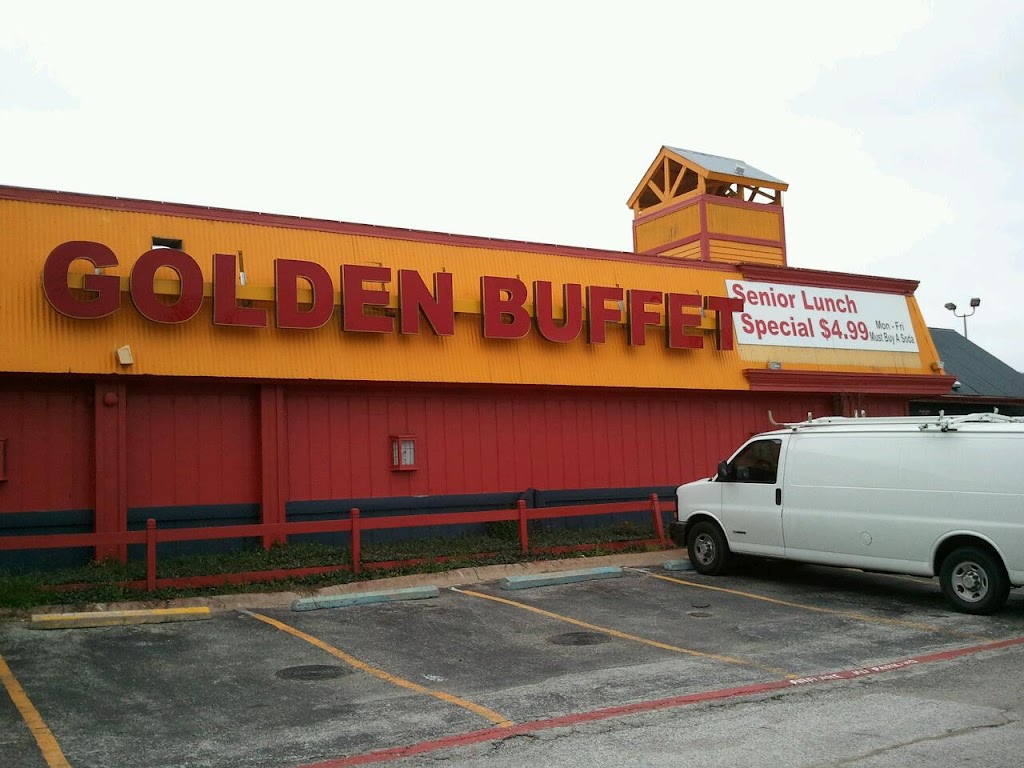 GOLDEN BUFFET
Senior Lunch
Special $4.99
Mon - Fri
Must Buy A Soda